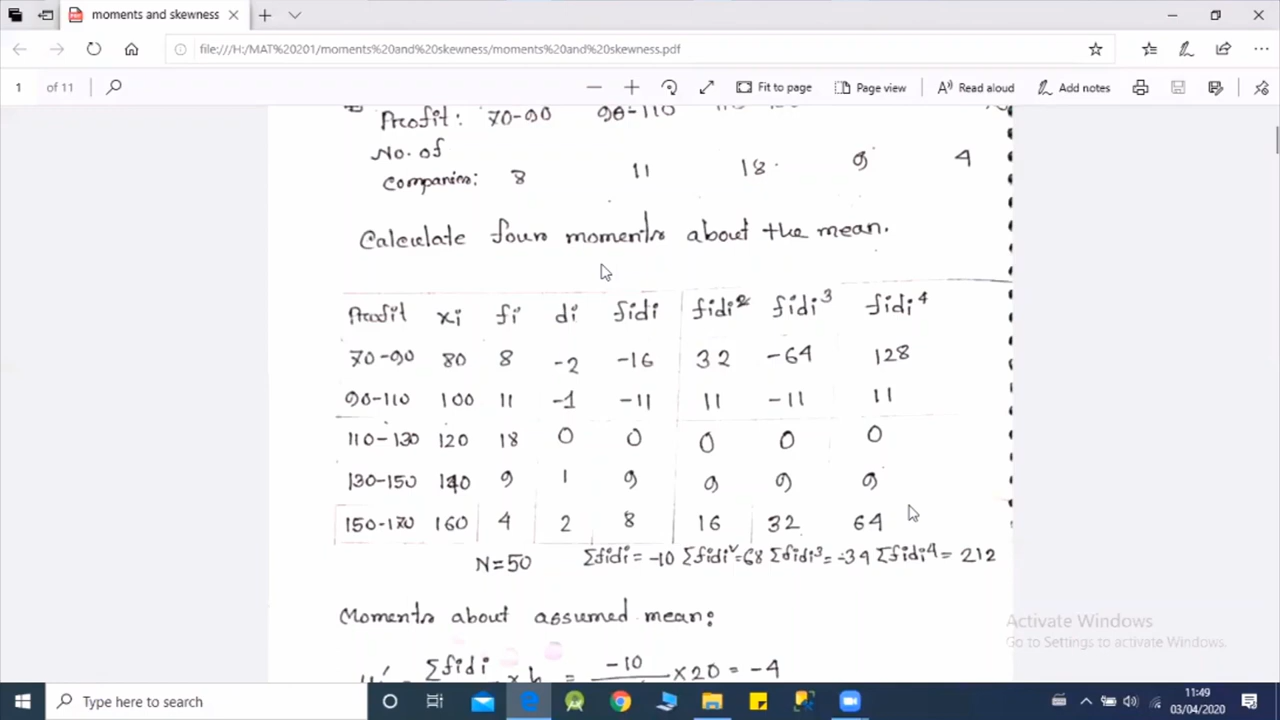 moments and skewness
file:///H:/MAT%20201/moments%20and%20skewness/moments%20and%20skewness.pdf
1 of 11 Fit to page Page view Read aloud Add notes
Profit: 70-90 90-110
No. of
Companies: 8 11 18 9 4
Calculate four moments about the mean.
Profit xi fi di fidi fidi² fidi³ fidi⁴
70-90 80 8 -2 -16 32 -64 128
90-110 100 11 -1 -11 11 -11 11
110-130 120 18 0 0 0 0 0
130-150 140 9 1 9 9 9 9
150-170 160 4 2 8 16 32 64
N=50 Σfidi = -10 Σfidi²=68 Σfidi³= -34 Σfidi⁴= 212
Moments about assumed mean:
Σfidi -10 ×20 = -4
Activate Windows
Go to Settings to activate Windows.
Type here to search
11:49
03/04/2020